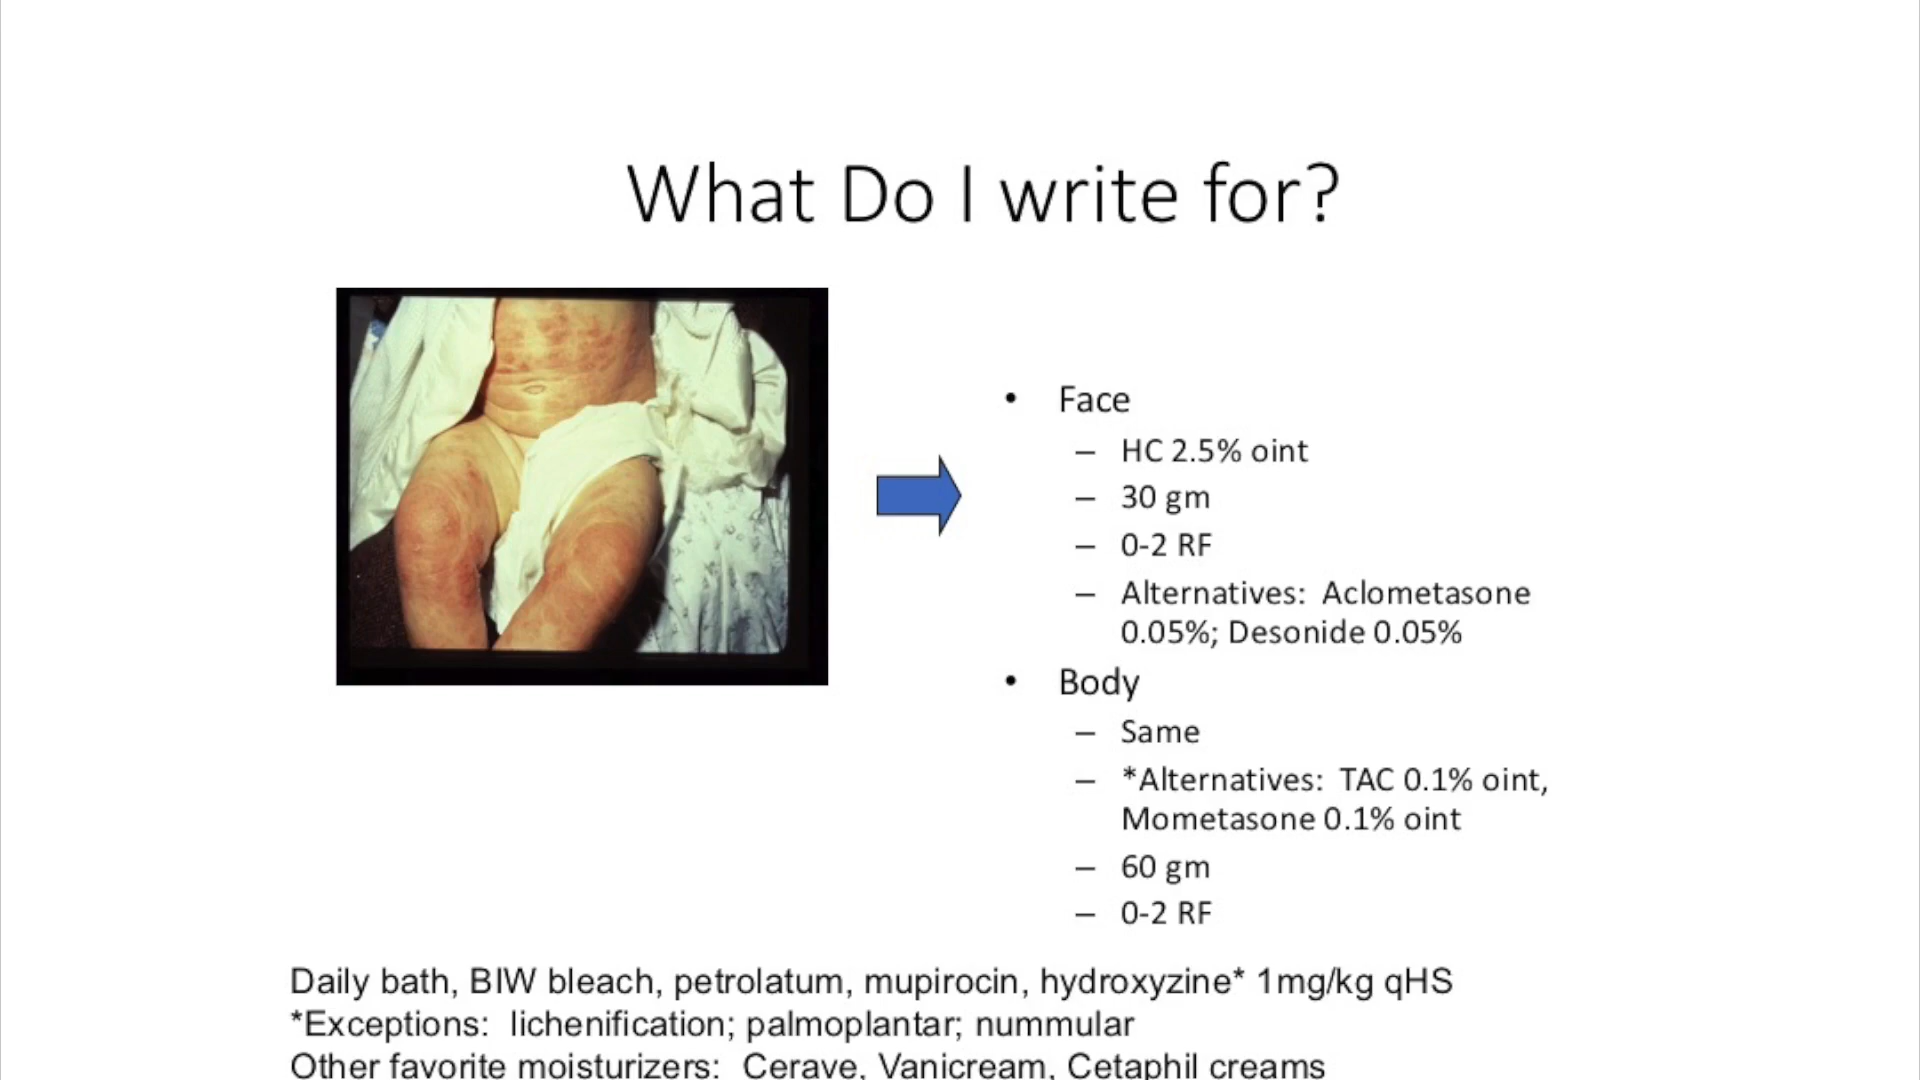 What Do I write for?
• Face
– HC 2.5% oint
– 30 gm
– 0-2 RF
– Alternatives: Aclometasone
0.05%; Desonide 0.05%
• Body
– Same
– *Alternatives: TAC 0.1% oint,
Mometasone 0.1% oint
– 60 gm
– 0-2 RF
Daily bath, BIW bleach, petrolatum, mupirocin, hydroxyzine* 1mg/kg qHS
*Exceptions: lichenification; palmoplantar; nummular
Other favorite moisturizers: Cerave, Vanicream, Cetaphil creams